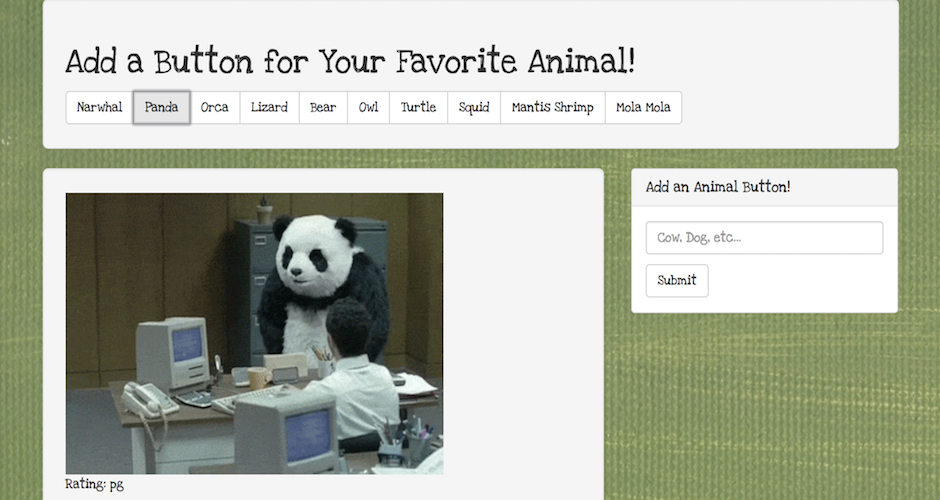 Add a Button for Your Favorite Animal!
Narwhal Panda Orca Lizard Bear Owl Turtle Squid Mantis Shrimp Mola Mola
Add an Animal Button!
Cow, Dog, etc...
Submit
Rating: pg